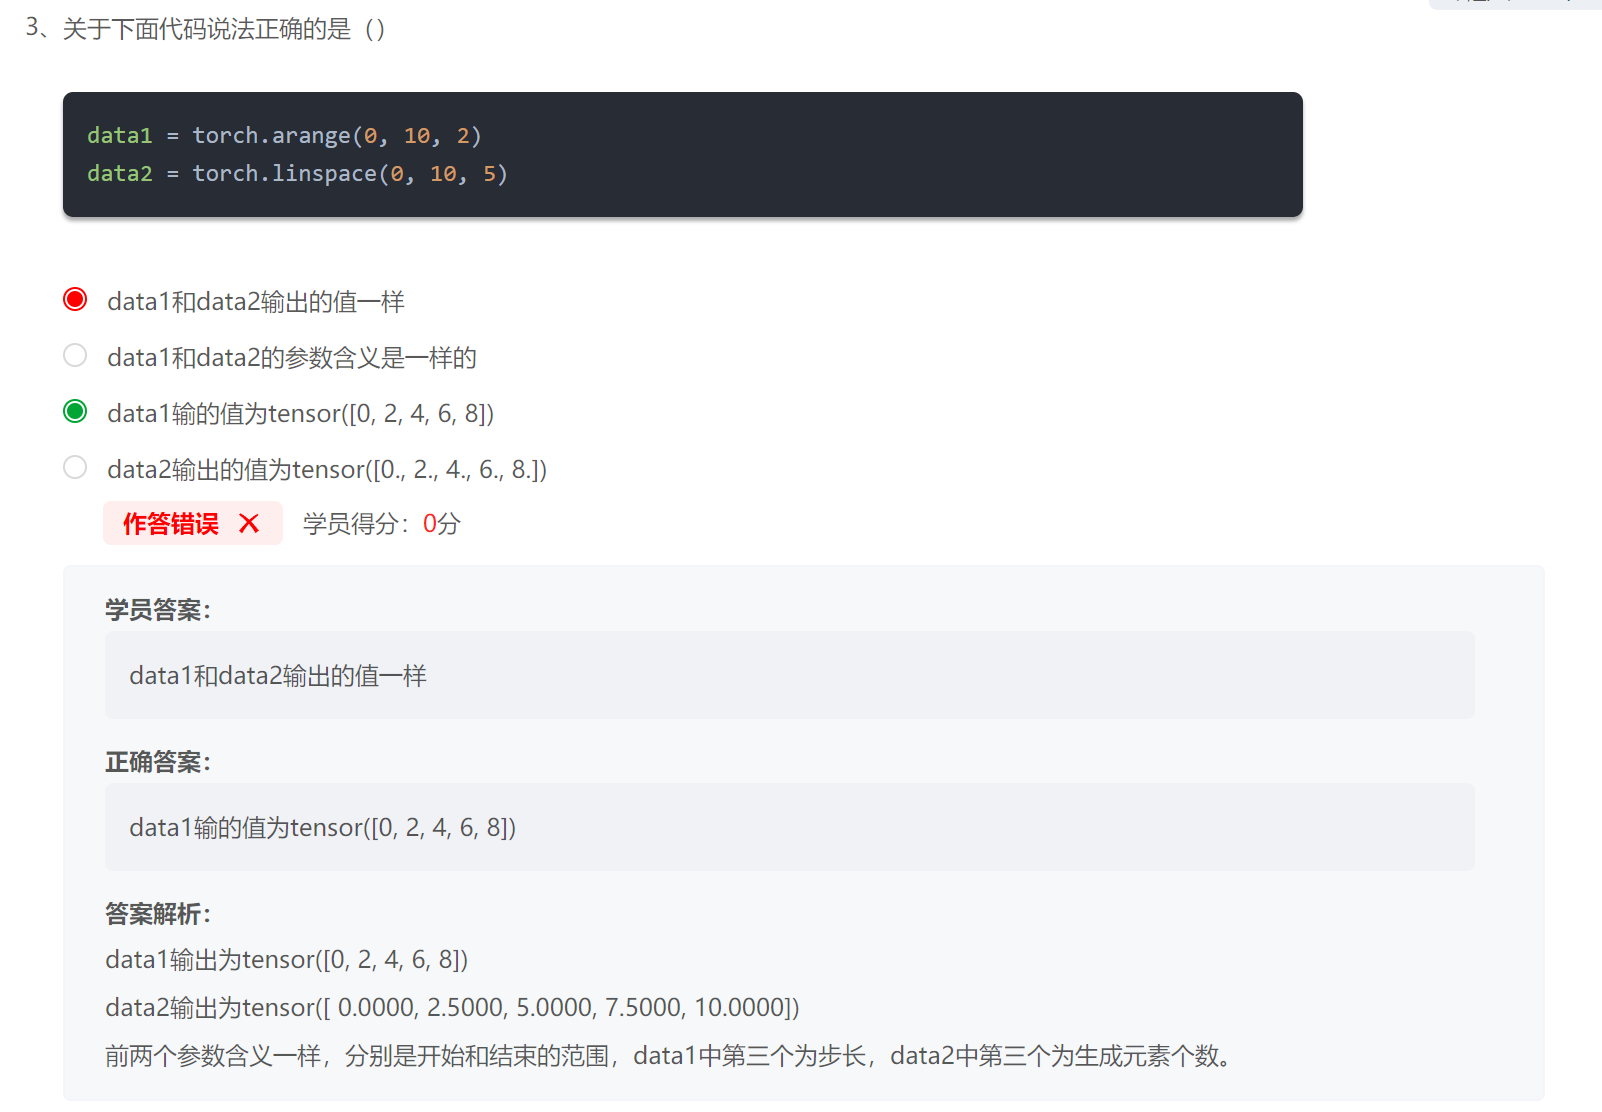 3、关于下面代码说法正确的是（）
data1 = torch.arange(0, 10, 2)
data2 = torch.linspace(0, 10, 5)
data1和data2输出的值一样
data1和data2的参数含义是一样的
data1输的值为tensor([0, 2, 4, 6, 8])
data2输出的值为tensor([0., 2., 4., 6., 8.])
作答错误 学员得分：0分
学员答案：
data1和data2输出的值一样
正确答案：
data1输的值为tensor([0, 2, 4, 6, 8])
答案解析：
data1输出为tensor([0, 2, 4, 6, 8])
data2输出为tensor([ 0.0000, 2.5000, 5.0000, 7.5000, 10.0000])
前两个参数含义一样，分别是开始和结束的范围，data1中第三个为步长，data2中第三个为生成元素个数。